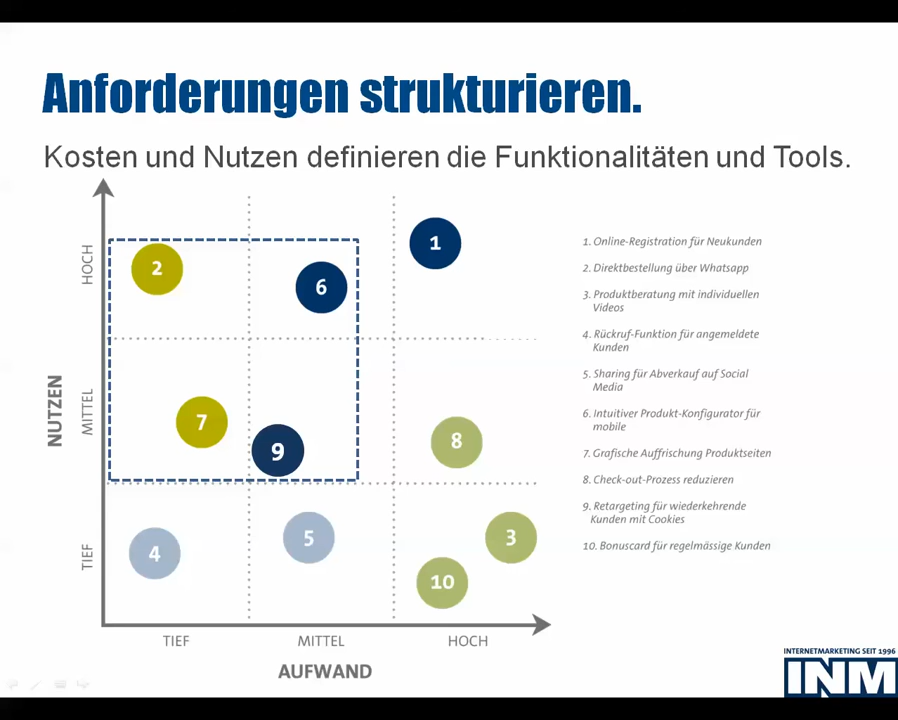 Anforderungen strukturieren.
Kosten und Nutzen definieren die Funktionalitäten und Tools.
NUTZEN
HOCH
MITTEL
TIEF
2
6
1
7
9
8
4
5
3
10
TIEF
MITTEL
HOCH
AUFWAND
1. Online-Registration für Neukunden
2. Direktbestellung über Whatsapp
3. Produktberatung mit individuellen
Videos
4. Rückruf-Funktion für angemeldete
Kunden
5. Sharing für Abverkauf auf Social
Media
6. Intuitiver Produkt-Konfigurator für
mobile
7. Grafische Auffrischung Produktseiten
8. Check-out-Prozess reduzieren
9. Retargeting für wiederkehrende
Kunden mit Cookies
10. Bonuscard für regelmässige Kunden
INTERNETMARKETING SEIT 1996
INM